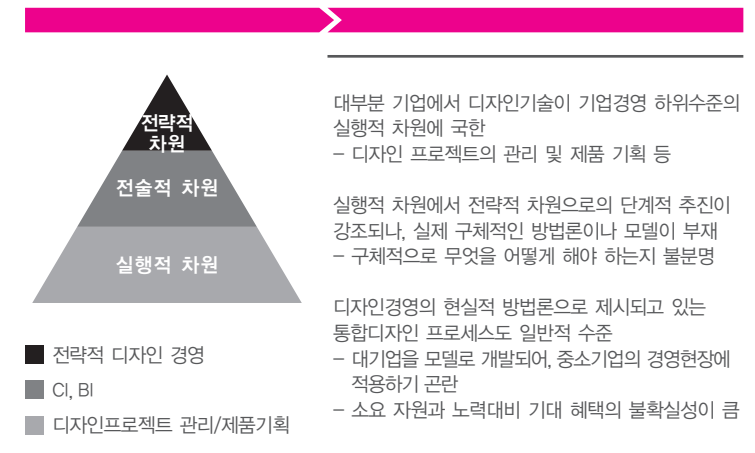 전략적
차원
전술적 차원
실행적 차원
전략적 디자인 경영
CI, BI
디자인프로젝트 관리/제품기획
대부분 기업에서 디자인기술이 기업경영 하위수준의
실행적 차원에 국한
– 디자인 프로젝트의 관리 및 제품 기획 등
실행적 차원에서 전략적 차원으로의 단계적 추진이
강조되나, 실제 구체적인 방법론이나 모델이 부재
– 구체적으로 무엇을 어떻게 해야 하는지 불분명
디자인경영의 현실적 방법론으로 제시되고 있는
통합디자인 프로세스도 일반적 수준
– 대기업을 모델로 개발되어, 중소기업의 경영현장에
적용하기 곤란
– 소요 자원과 노력대비 기대 혜택의 불확실성이 큼